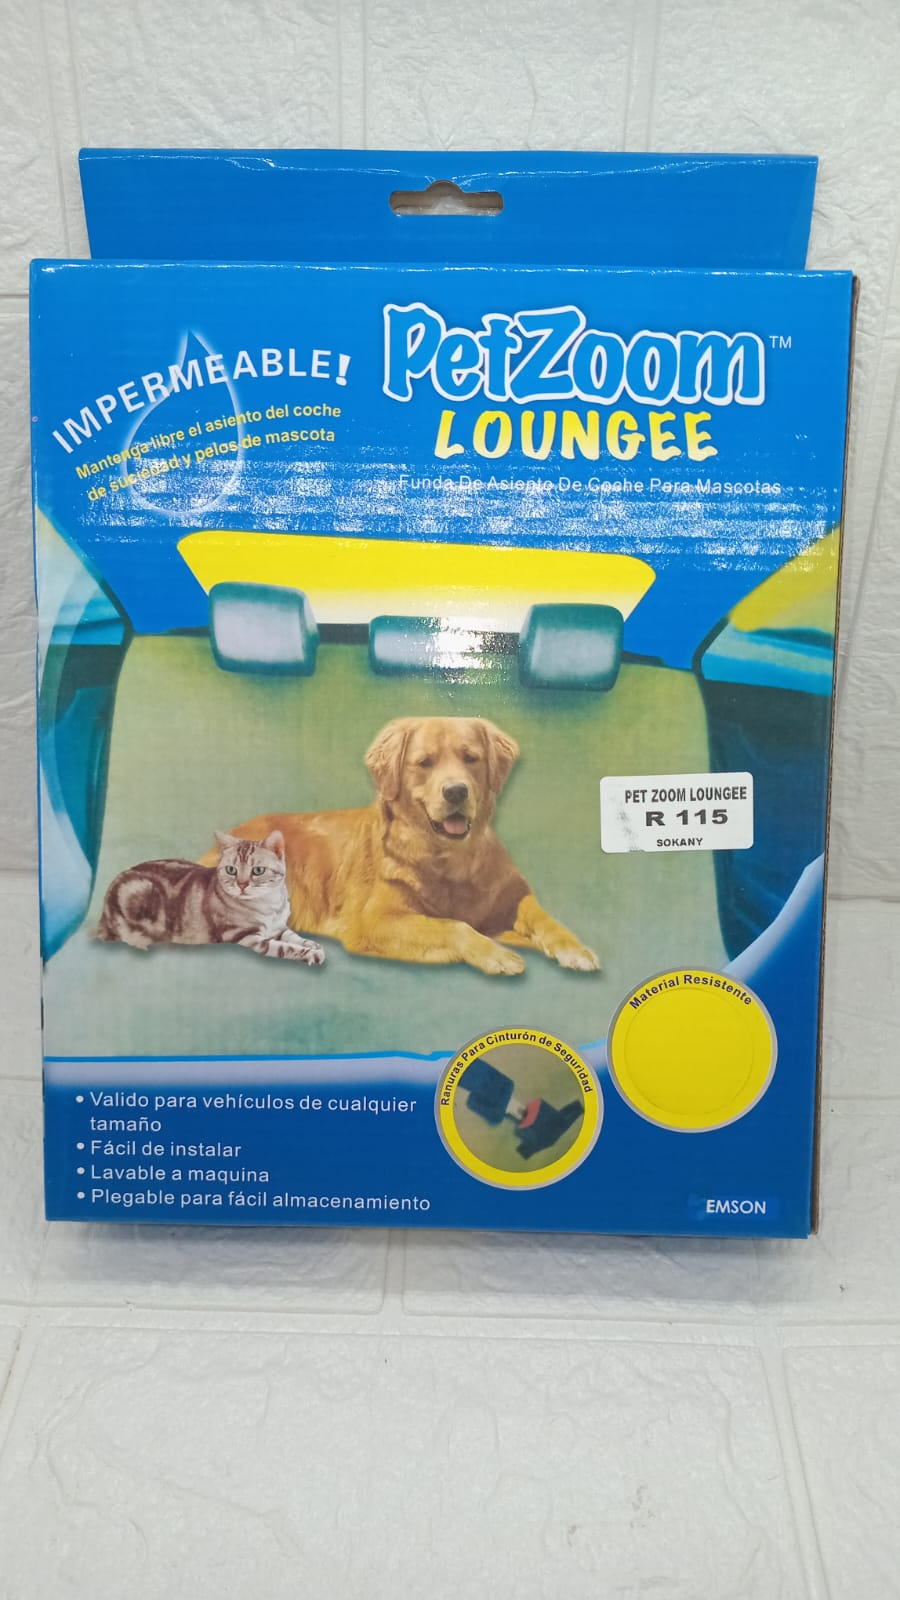 IMPERMEABLE!
Mantenga libre el asiento del coche
de suciedad y pelos de mascota
PetZoom™
LOUNGEE
Funda De Asiento De Coche Para Mascotas
PET ZOOM LOUNGEE
R 115
SOKANY
Material Resistente
Ranuras Para Cinturón de Seguridad
• Valido para vehículos de cualquier
tamaño
• Fácil de instalar
• Lavable a maquina
• Plegable para fácil almacenamiento
EMSON